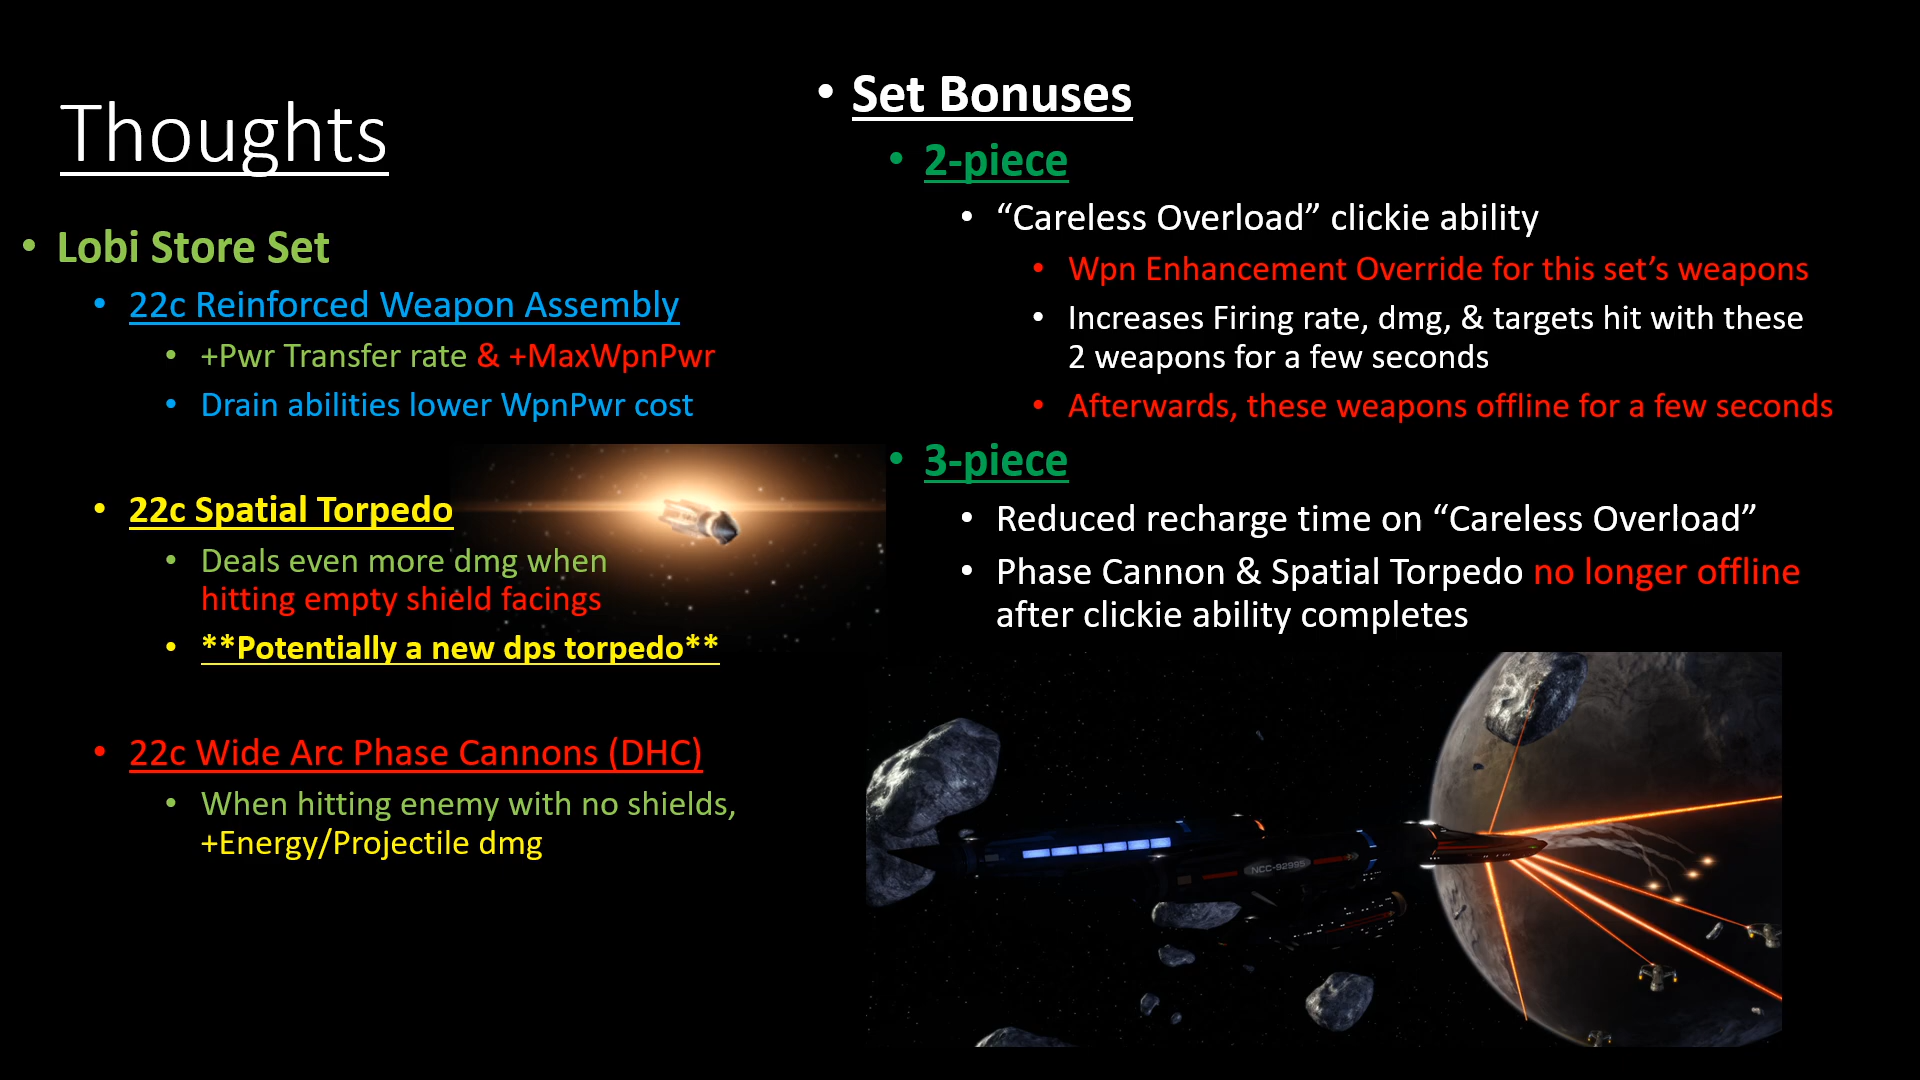 Thoughts
• Lobi Store Set
• 22c Reinforced Weapon Assembly
• +Pwr Transfer rate & +MaxWpnPwr
• Drain abilities lower WpnPwr cost
• 22c Spatial Torpedo
• Deals even more dmg when
hitting empty shield facings
• **Potentially a new dps torpedo**
• 22c Wide Arc Phase Cannons (DHC)
• When hitting enemy with no shields,
+Energy/Projectile dmg
• Set Bonuses
• 2-piece
• “Careless Overload” clickie ability
• Wpn Enhancement Override for this set’s weapons
• Increases Firing rate, dmg, & targets hit with these
2 weapons for a few seconds
• Afterwards, these weapons offline for a few seconds
• 3-piece
• Reduced recharge time on “Careless Overload”
• Phase Cannon & Spatial Torpedo no longer offline
after clickie ability completes
NCC-92995